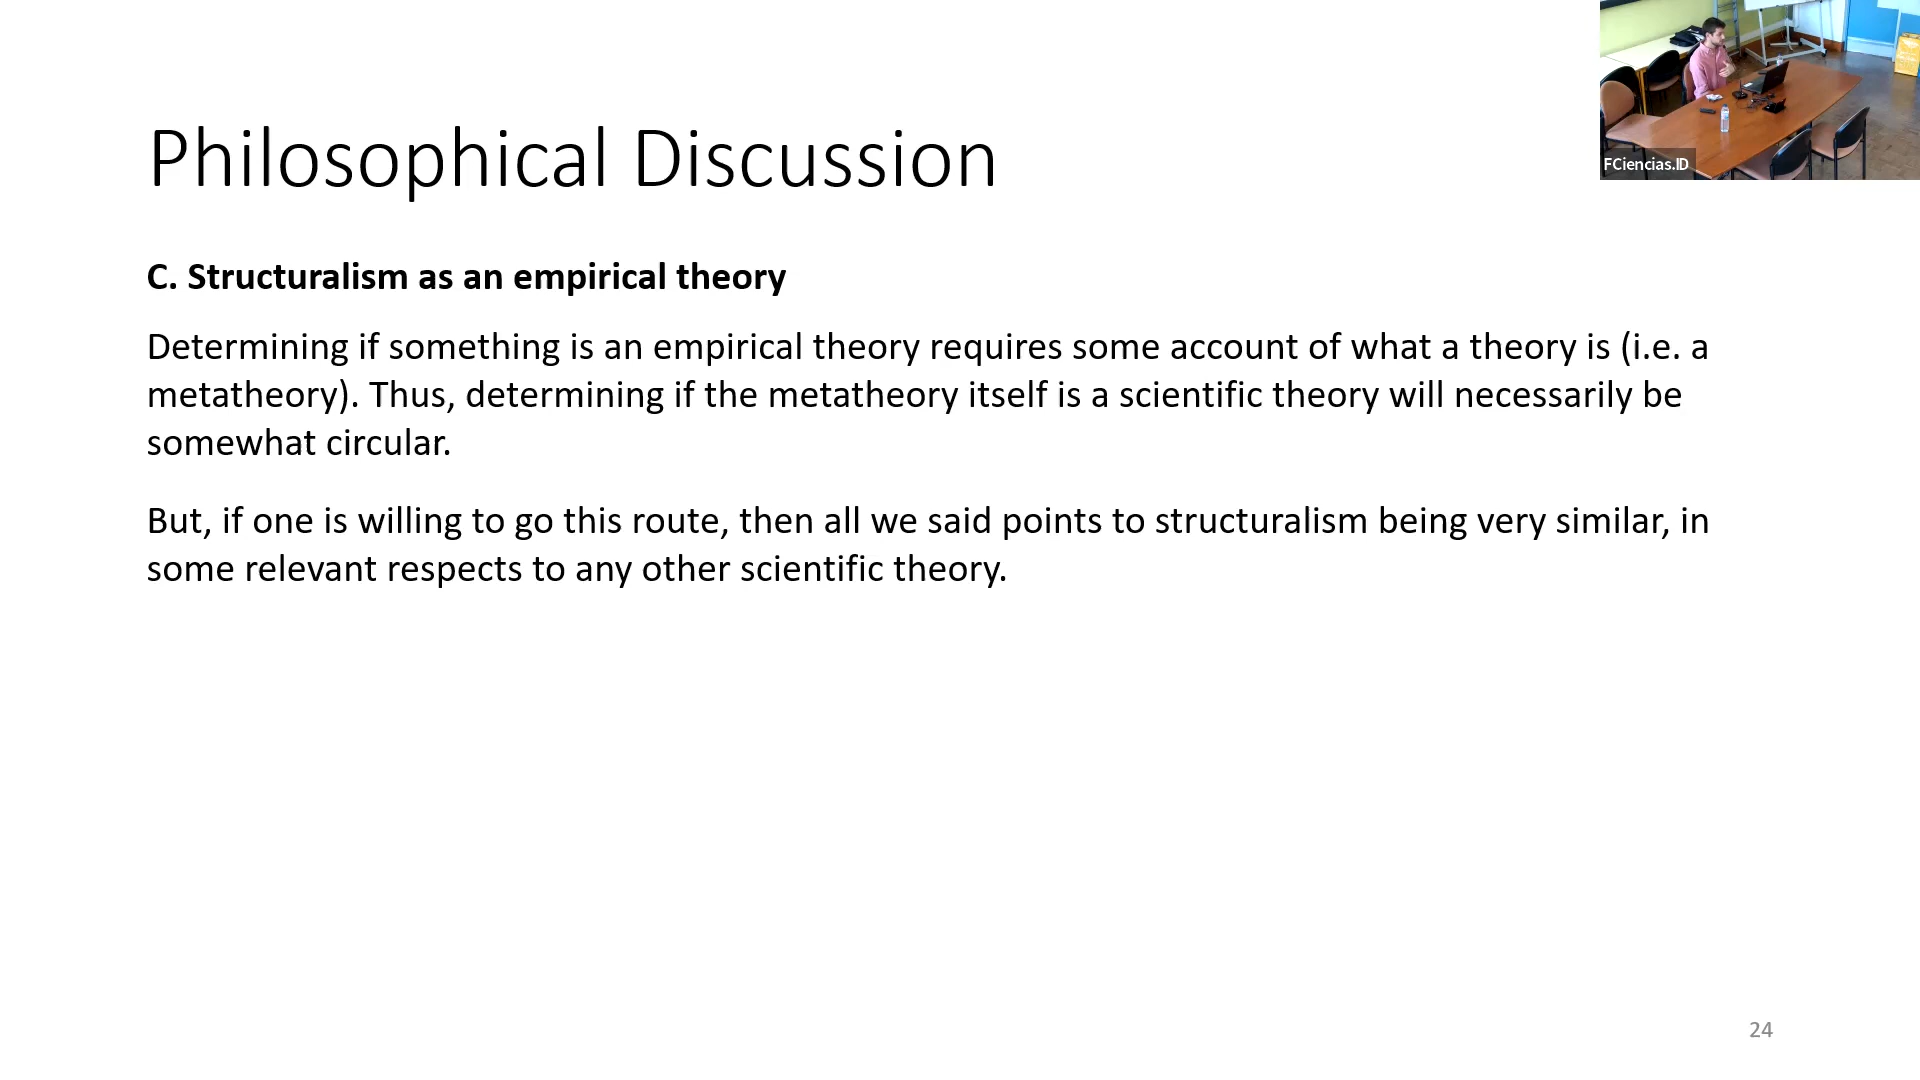 FCiencias.ID
Philosophical Discussion
C. Structuralism as an empirical theory
Determining if something is an empirical theory requires some account of what a theory is (i.e. a
metatheory). Thus, determining if the metatheory itself is a scientific theory will necessarily be
somewhat circular.
But, if one is willing to go this route, then all we said points to structuralism being very similar, in
some relevant respects to any other scientific theory.
24